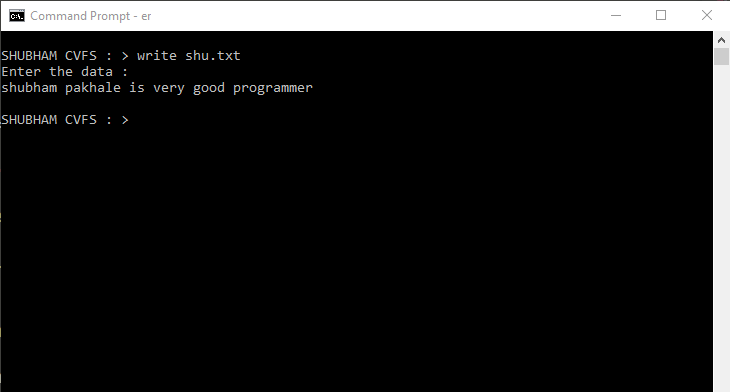 Command Prompt - er
SHUBHAM CVFS : > write shu.txt
Enter the data :
shubham pakhale is very good programmer
SHUBHAM CVFS : >